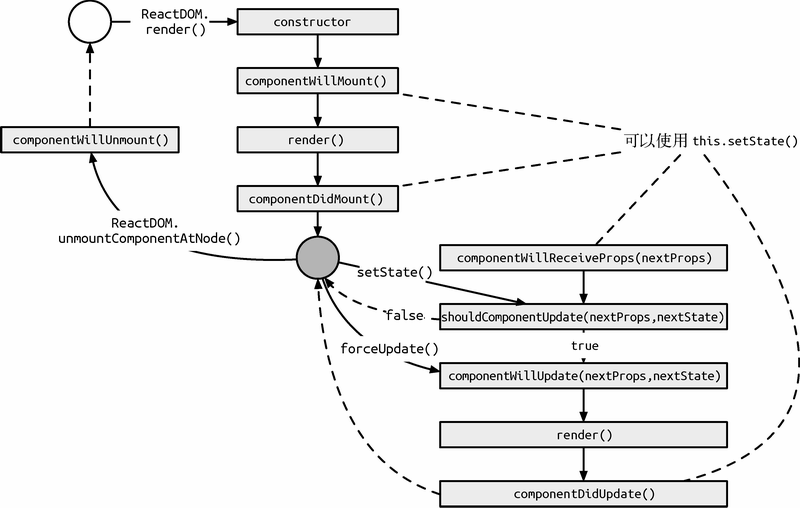 ReactDOM.
render()
constructor
componentWillMount()
render()
componentDidMount()
componentWillUnmount()
ReactDOM.
unmountComponentAtNode()
可以使用 this.setState()
componentWillReceiveProps(nextProps)
setState()
shouldComponentUpdate(nextProps,nextState)
false
true
forceUpdate()
componentWillUpdate(nextProps,nextState)
render()
componentDidUpdate()